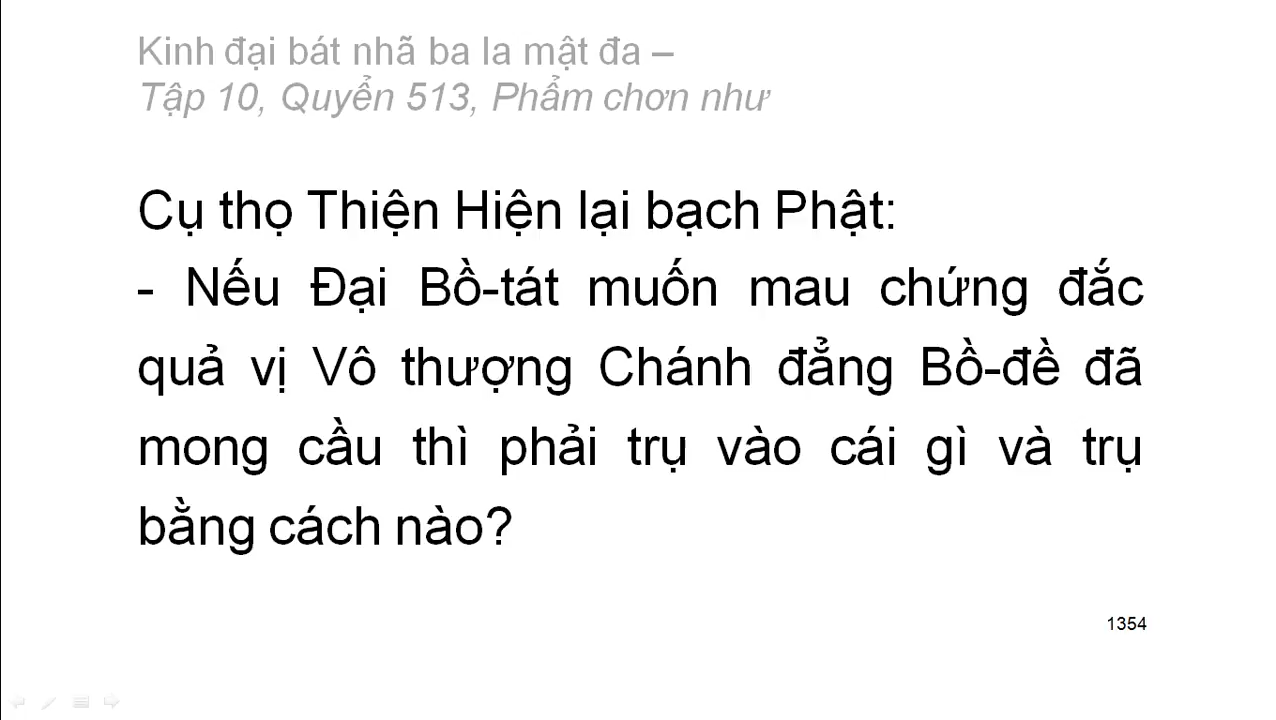 Kinh đại bát nhã ba la mật đa –
Tập 10, Quyển 513, Phẩm chơn như
Cụ thọ Thiện Hiện lại bạch Phật:
- Nếu Đại Bồ-tát muốn mau chứng đắc
quả vị Vô thượng Chánh đẳng Bồ-đề đã
mong cầu thì phải trụ vào cái gì và trụ
bằng cách nào?
1354